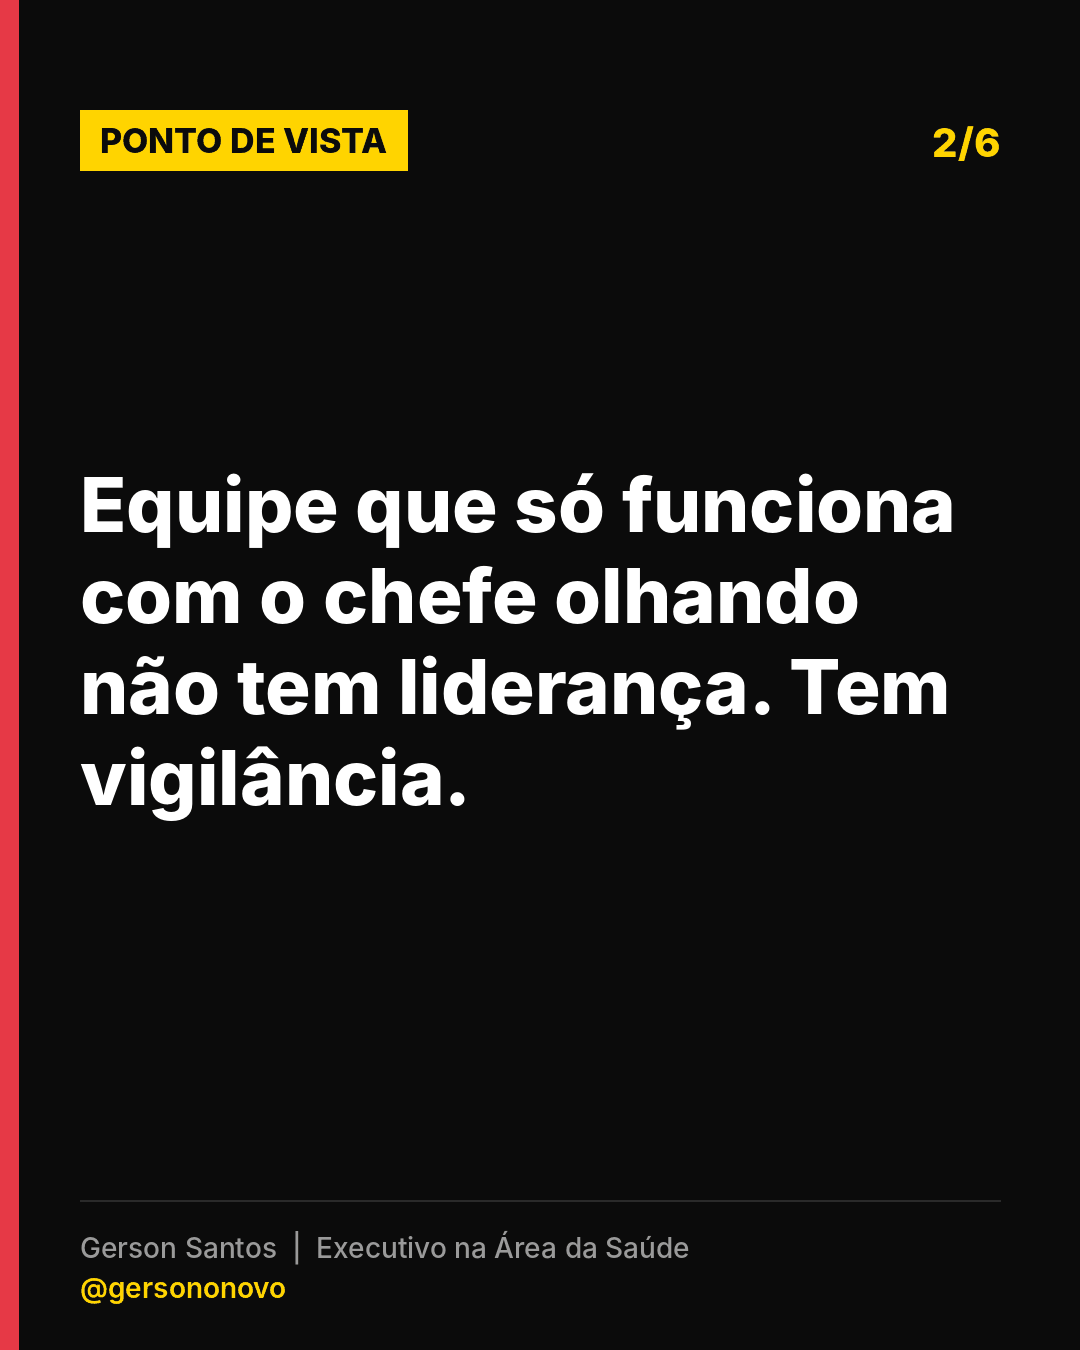 PONTO DE VISTA
2/6
Equipe que só funciona
com o chefe olhando
não tem liderança. Tem
vigilância.
Gerson Santos | Executivo na Área da Saúde
@gersononovo